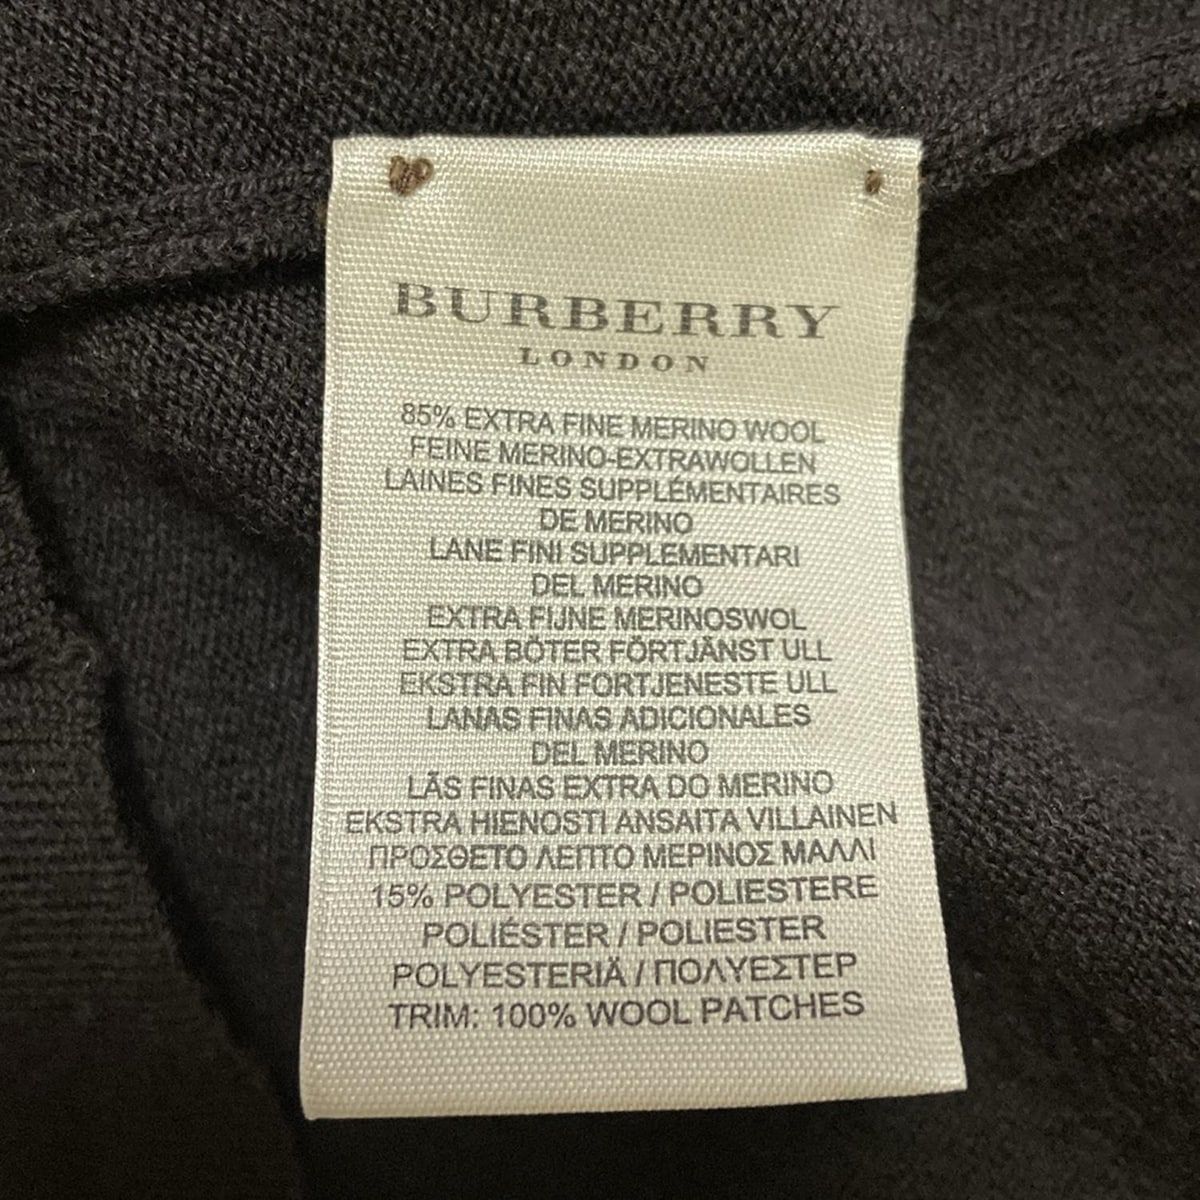 BURBERRY
LONDON
85% EXTRA FINE MERINO WOOL
FEINE MERINO-EXTRAWOLLEN
LAINES FINES SUPPLÉMENTAIRES
DE MERINO
LANE FINI SUPPLEMENTARI
DEL MERINO
EXTRA FIJNE MERINOSWOL
EXTRA BÖTER FÖRTJÄNST ULL
EKSTRA FIN FORTJENESTE ULL
LANAS FINAS ADICIONALES
DEL MERINO
LÃS FINAS EXTRA DO MERINO
EKSTRA HIENOSTI ANSAITA VILLAINEN
ΠΡΟΣΘΕΤΟ ΛΕΠΤΟ ΜΕΡΙΝΟΣ ΜΑΛΛΙ
15% POLYESTER / POLIESTERE
POLIÉSTER / POLIESTER
POLYESTERIÄ / ΠΟΛΥΕΣΤΕΡ
TRIM: 100% WOOL PATCHES